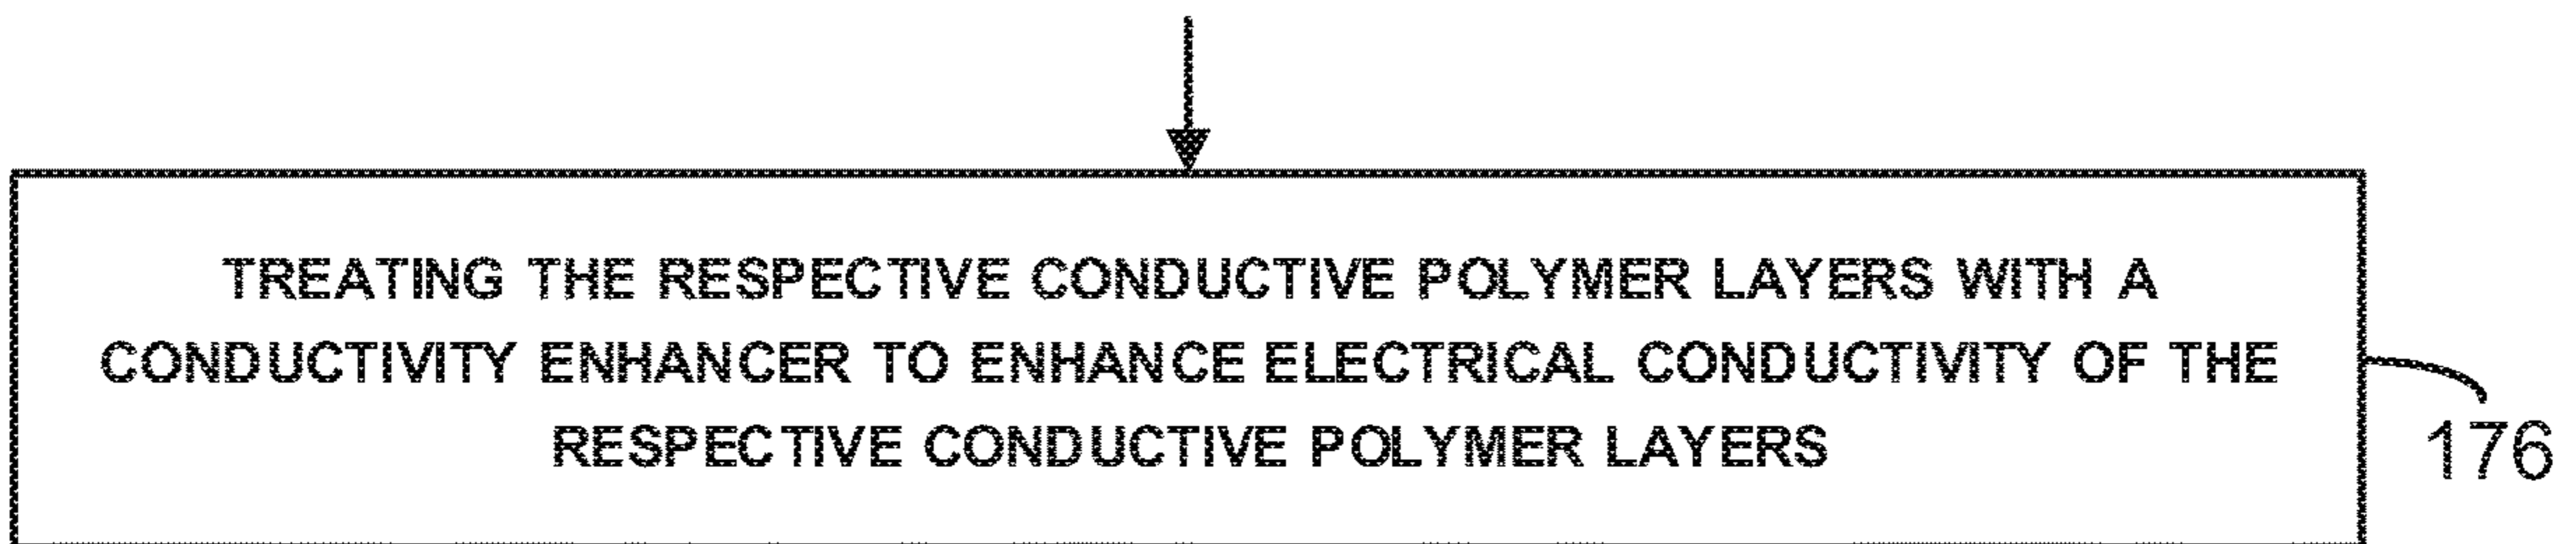 TREATING THE RESPECTIVE CONDUCTIVE POLYMER LAYERS WITH A
CONDUCTIVITY ENHANCER TO ENHANCE ELECTRICAL CONDUCTIVITY OF THE
RESPECTIVE CONDUCTIVE POLYMER LAYERS
176